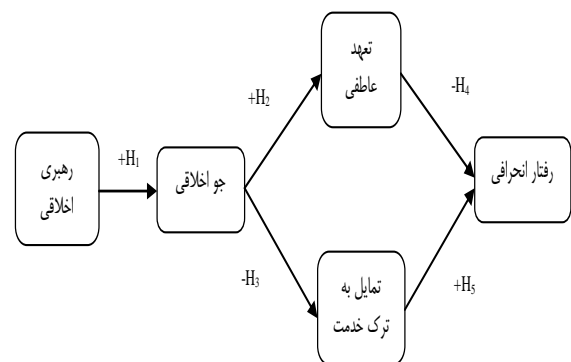 تعهد
عاطفی
+H₂
-H₄
+H₁
رهبری
اخلاقی
جو اخلاقی
رفتار انحرافی
-H₃
+H₅
تمایل به
ترک خدمت